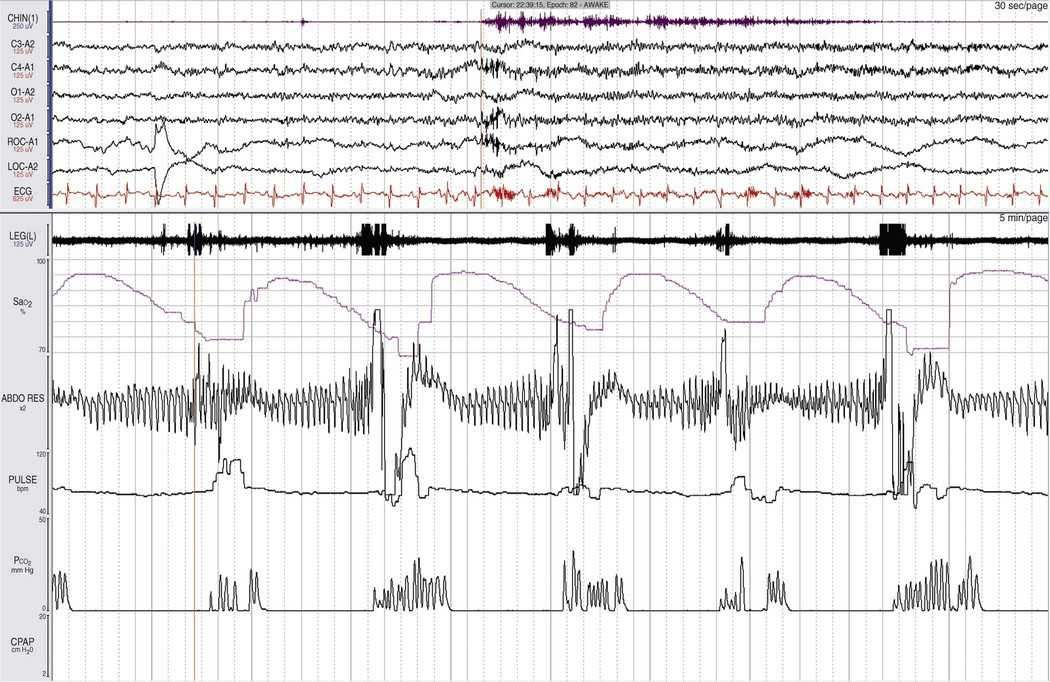 Cursor: 22:39:15, Epoch: 82 - AWAKE
30 sec/page
CHIN(1)
250 uV
C3-A2
125 uV
C4-A1
125 uV
O1-A2
125 uV
O2-A1
125 uV
ROC-A1
125 uV
LOC-A2
125 uV
ECG
625 uV
5 min/page
LEG(L)
125 uV
100
SaO2
%
70
ABDO RES
x2
120
PULSE
bpm
40
50
PCO2
mm Hg
0
20
CPAP
cm H20
2